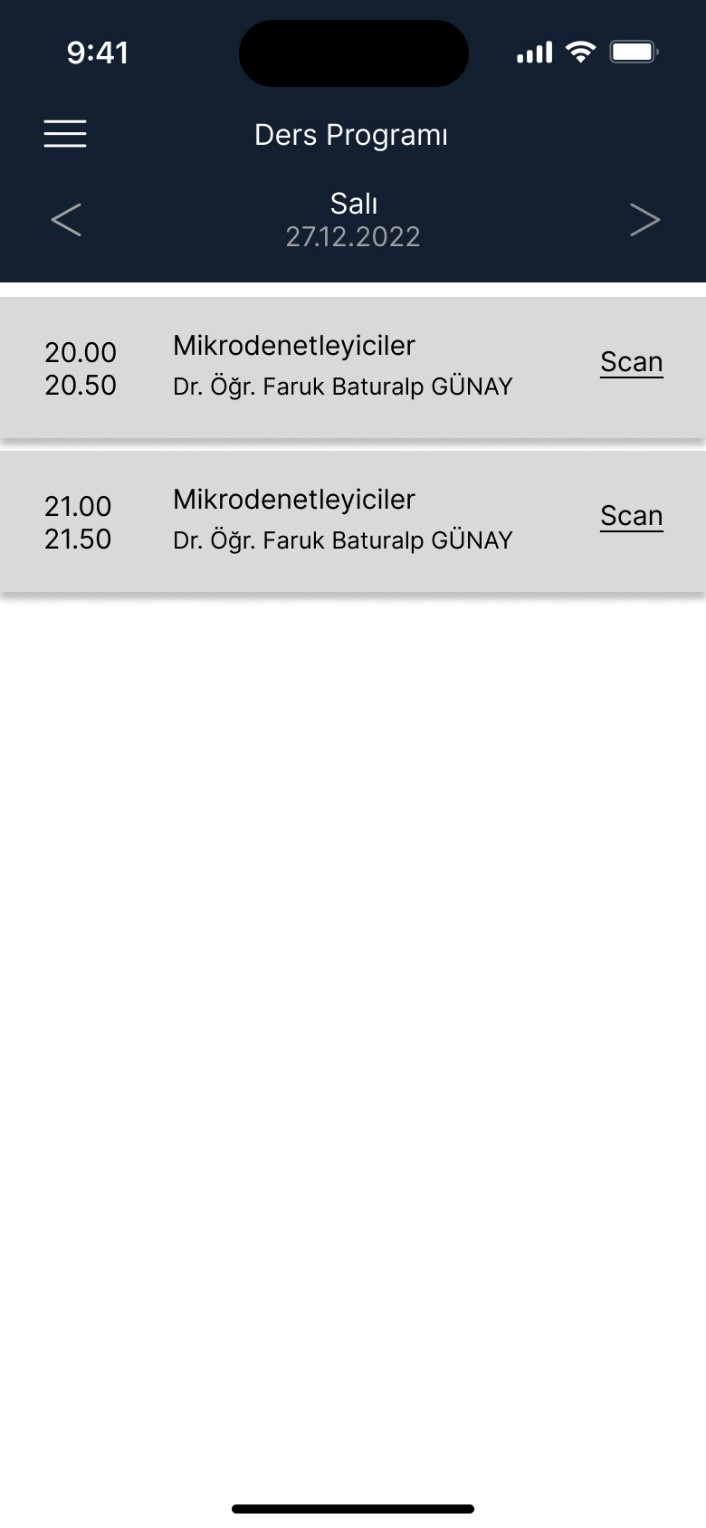 9:41
Ders Programı
Salı
27.12.2022
20.00
20.50
Mikrodenetleyiciler
Dr. Öğr. Faruk Baturalp GÜNAY
Scan
21.00
21.50
Mikrodenetleyiciler
Dr. Öğr. Faruk Baturalp GÜNAY
Scan